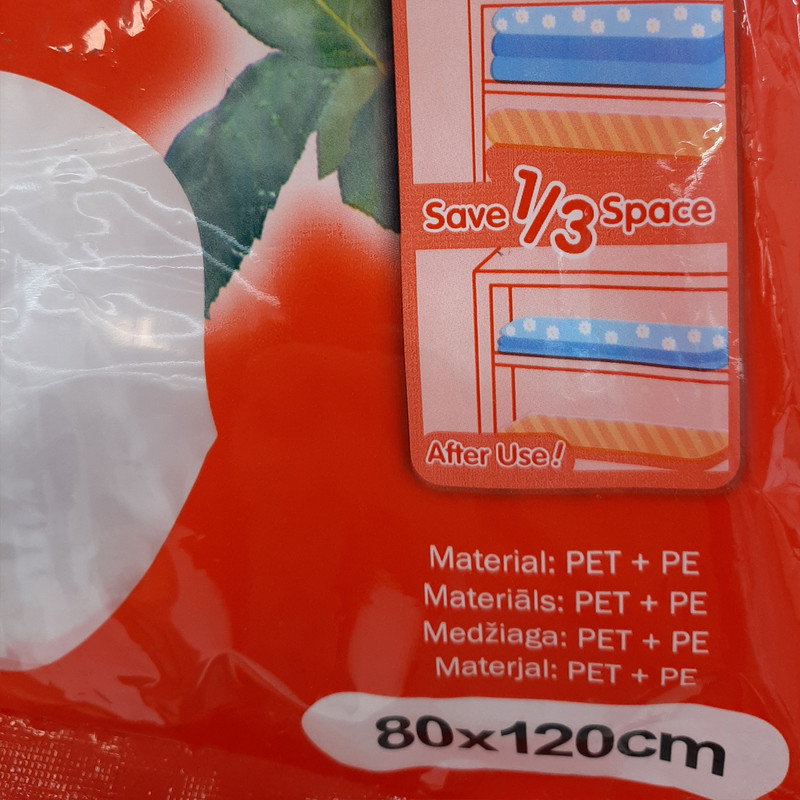 Save 1/3 Space
After Use!
Material: PET + PE
Materiāls: PET + PE
Medžiaga: PET + PE
Materjal: PET + PE
80x120cm